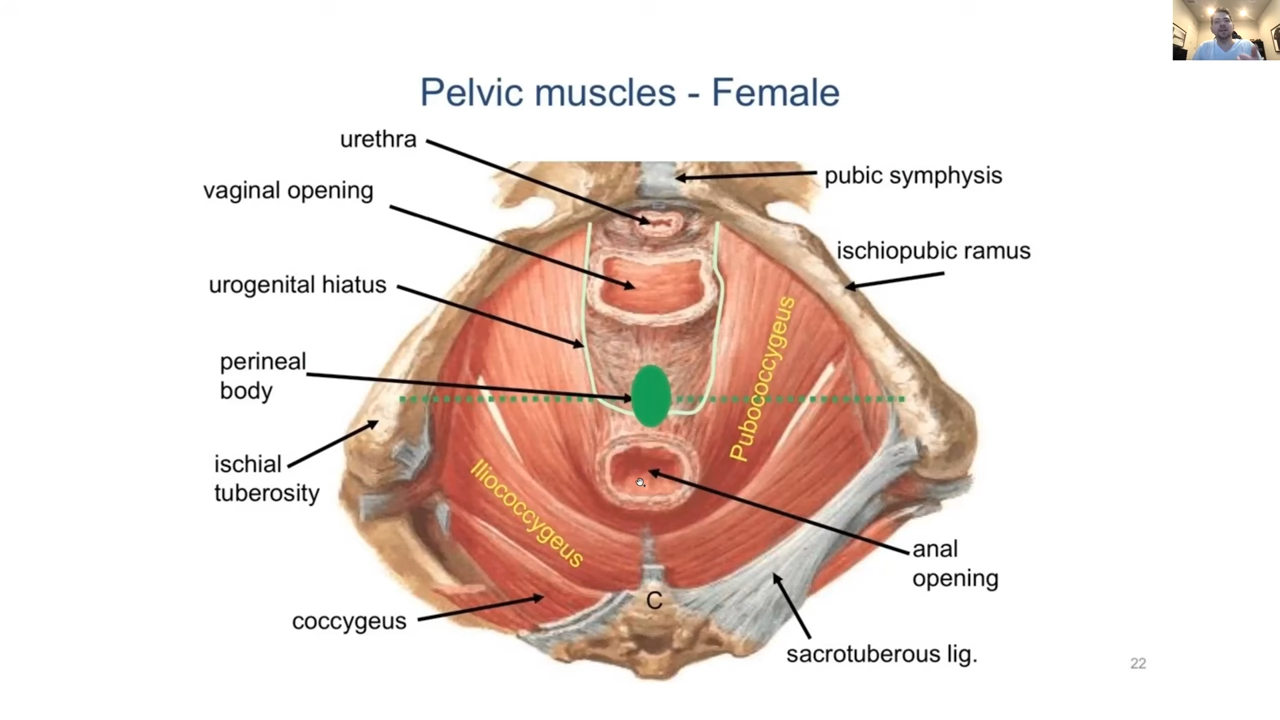 Pelvic muscles - Female
urethra
pubic symphysis
vaginal opening
ischiopubic ramus
urogenital hiatus
perineal
body
Pubococcygeus
ischial
tuberosity
Iliococcygeus
anal
opening
C
coccygeus
sacrotuberous lig.
22